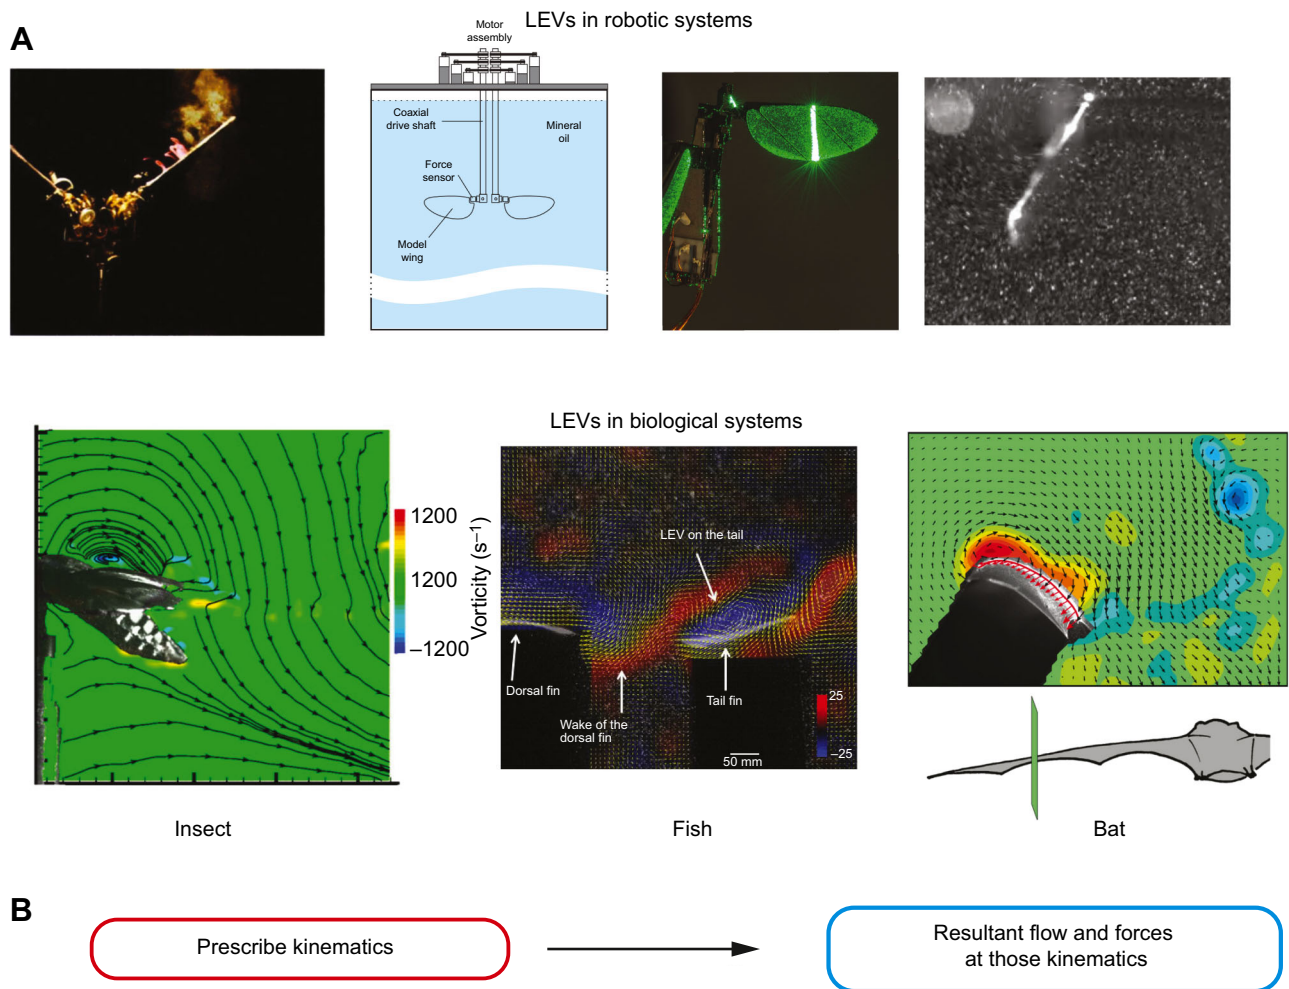 LEVs in robotic systems
A
Motor
assembly
Coaxial
drive shaft
Mineral
oil
Force
sensor
Model
wing
LEVs in biological systems
1200
1200
–1200
Vorticity (s–1)
LEV on the tail
Dorsal fin
Wake of the
dorsal fin
Tail fin
50 mm
25
–25
Insect
Fish
Bat
B
Prescribe kinematics
Resultant flow and forces
at those kinematics